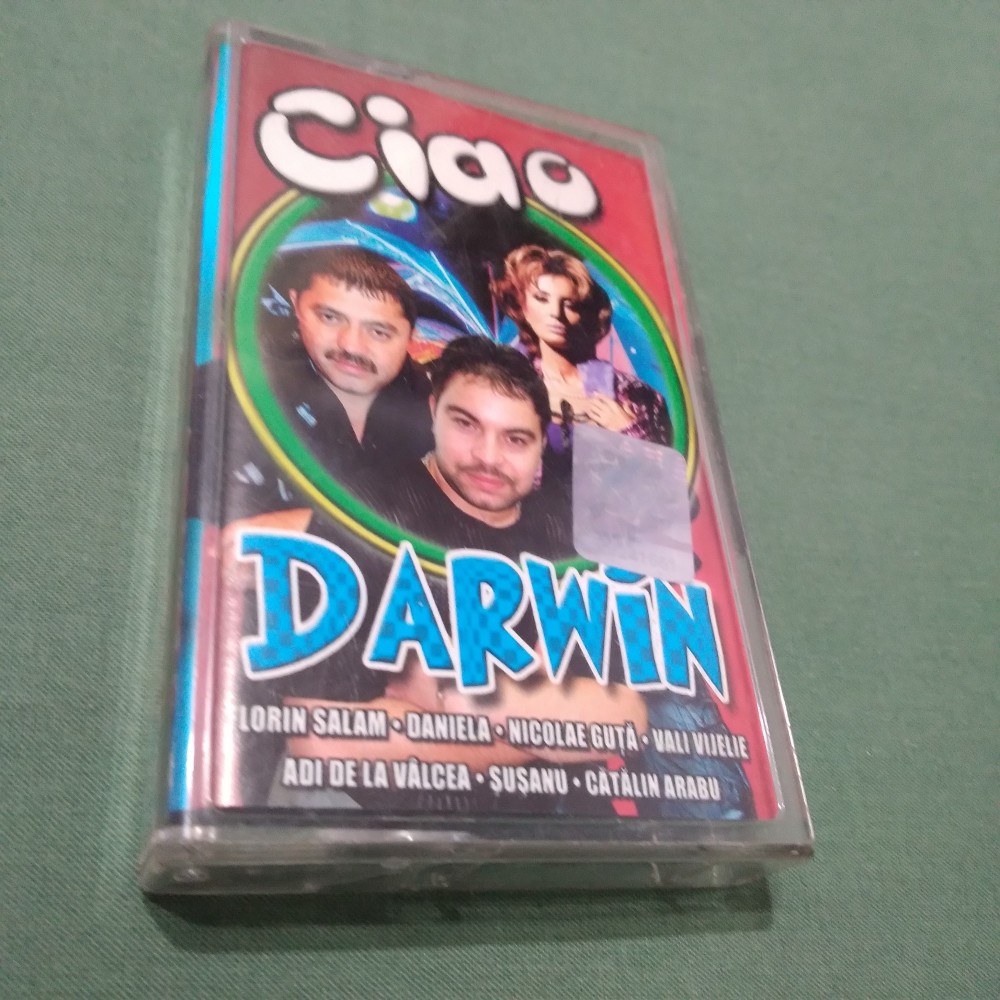 Ciao
DARWiN
LORIN SALAM • DANIELA • NICOLAE GUȚĂ • VALI VIJELIE
ADI DE LA VÂLCEA • ȘUȘANU • CĂTĂLIN ARABU